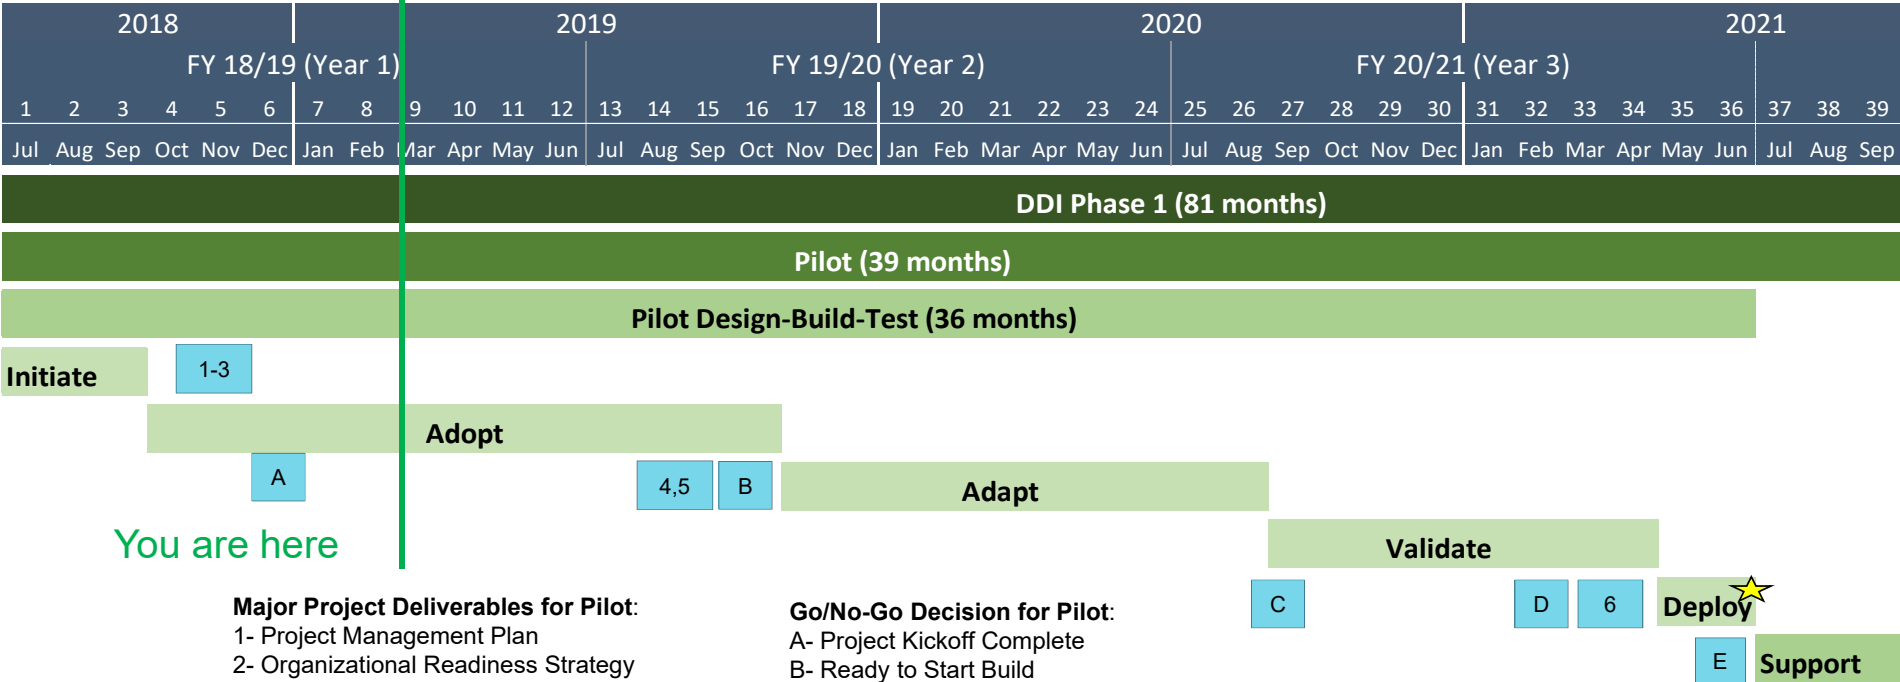 2018 2019 2020 2021
FY 18/19 (Year 1) FY 19/20 (Year 2) FY 20/21 (Year 3)
1 2 3 4 5 6 7 8 9 10 11 12 13 14 15 16 17 18 19 20 21 22 23 24 25 26 27 28 29 30 31 32 33 34 35 36 37 38 39
Jul Aug Sep Oct Nov Dec Jan Feb Mar Apr May Jun Jul Aug Sep Oct Nov Dec Jan Feb Mar Apr May Jun Jul Aug Sep Oct Nov Dec Jan Feb Mar Apr May Jun Jul Aug Sep
DDI Phase 1 (81 months)
Pilot (39 months)
Pilot Design-Build-Test (36 months)
Initiate 1-3
Adopt
A 4,5 B Adapt
You are here Validate
C D 6 Deploy
E Support
Major Project Deliverables for Pilot:
1- Project Management Plan
2- Organizational Readiness Strategy
Go/No-Go Decision for Pilot:
A- Project Kickoff Complete
B- Ready to Start Build